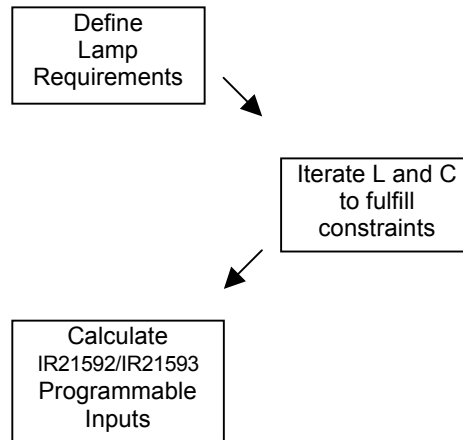 Define
Lamp
Requirements
Iterate L and C
to fulfill
constraints
Calculate
IR21592/IR21593
Programmable
Inputs